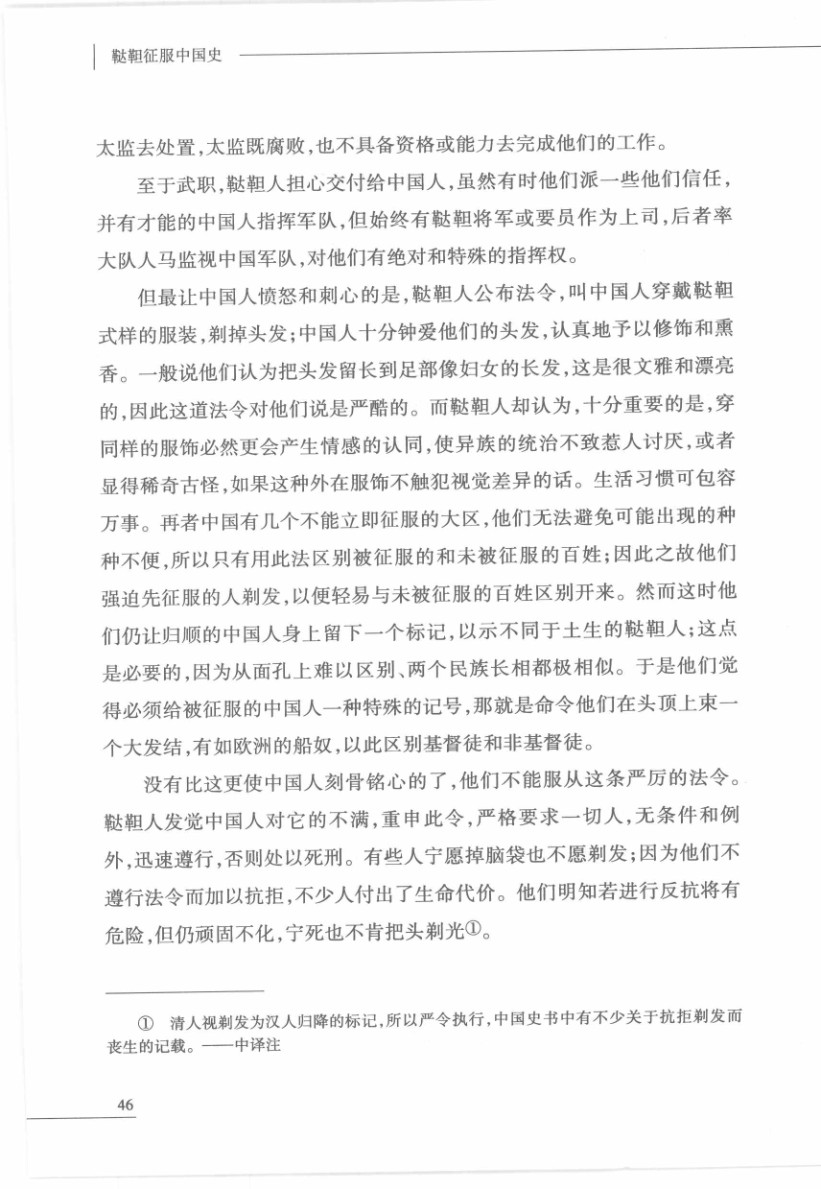 鞑靼征服中国史
太监去处置，太监既腐败，也不具备资格或能力去完成他们的工作。
至于武职，鞑靼人担心交付给中国人，虽然有时他们派一些他们信任，
并有才能的中国人指挥军队，但始终有鞑靼将军或要员作为上司，后者率
大队人马监视中国军队，对他们有绝对和特殊的指挥权。
但最让中国人愤怒和刺心的是，鞑靼人公布法令，叫中国人穿戴鞑靼
式样的服装，剃掉头发；中国人十分钟爱他们的头发，认真地予以修饰和熏
香。一般说他们认为把头发留长到足部像妇女的长发，这是很文雅和漂亮
的，因此这道法令对他们说是严酷的。而鞑靼人却认为，十分重要的是，穿
同样的服饰必然更会产生情感的认同，使异族的统治不致惹人讨厌，或者
显得稀奇古怪，如果这种外在服饰不触犯视觉差异的话。生活习惯可包容
万事。再者中国有几个不能立即征服的大区，他们无法避免可能出现的种
种不便，所以只有用此法区别被征服的和未被征服的百姓；因此之故他们
强迫先征服的人剃发，以便轻易与未被征服的百姓区别开来。然而这时他
们仍让归顺的中国人身上留下一个标记，以示不同于土生的鞑靼人；这点
是必要的，因为从面孔上难以区别、两个民族长相都极相似。于是他们觉
得必须给被征服的中国人一种特殊的记号，那就是命令他们在头顶上束一
个大发结，有如欧洲的船奴，以此区别基督徒和非基督徒。
没有比这更使中国人刻骨铭心的了，他们不能服从这条严厉的法令。
鞑靼人发觉中国人对它的不满，重申此令，严格要求一切人，无条件和例
外，迅速遵行，否则处以死刑。有些人宁愿掉脑袋也不愿剃发；因为他们不
遵行法令而加以抗拒，不少人付出了生命代价。他们明知若进行反抗将有
危险，但仍顽固不化，宁死也不肯把头剃光①。
① 清人视剃发为汉人归降的标记，所以严令执行，中国史书中有不少关于抗拒剃发而
丧生的记载。——中译注
46